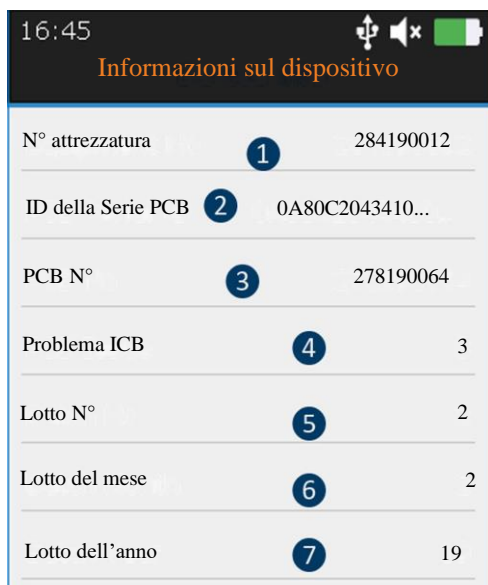 16:45
Informazioni sul dispositivo
N° attrezzatura 1 284190012
ID della Serie PCB 2 0A80C2043410...
PCB N° 3 278190064
Problema ICB 4 3
Lotto N° 5 2
Lotto del mese 6 2
Lotto dell’anno 7 19